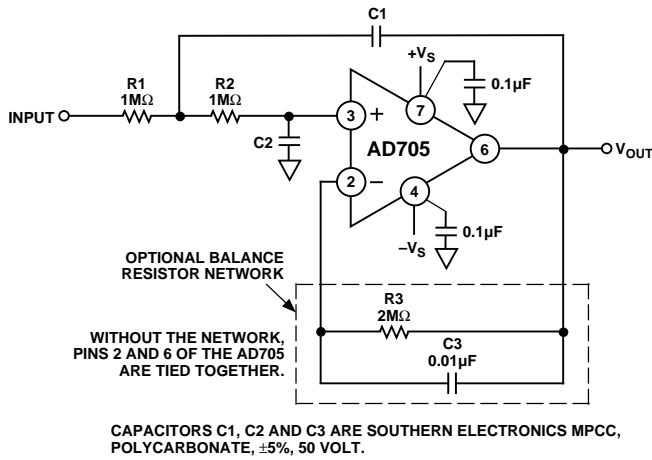 C1
+VS
R1
1MΩ
R2
1MΩ
0.1µF
INPUT
3
+
7
C2
AD705
6
VOUT
2
–
4
0.1µF
–VS
OPTIONAL BALANCE
RESISTOR NETWORK
R3
2MΩ
WITHOUT THE NETWORK,
PINS 2 AND 6 OF THE AD705
ARE TIED TOGETHER.
C3
0.01µF
CAPACITORS C1, C2 AND C3 ARE SOUTHERN ELECTRONICS MPCC,
POLYCARBONATE, ±5%, 50 VOLT.